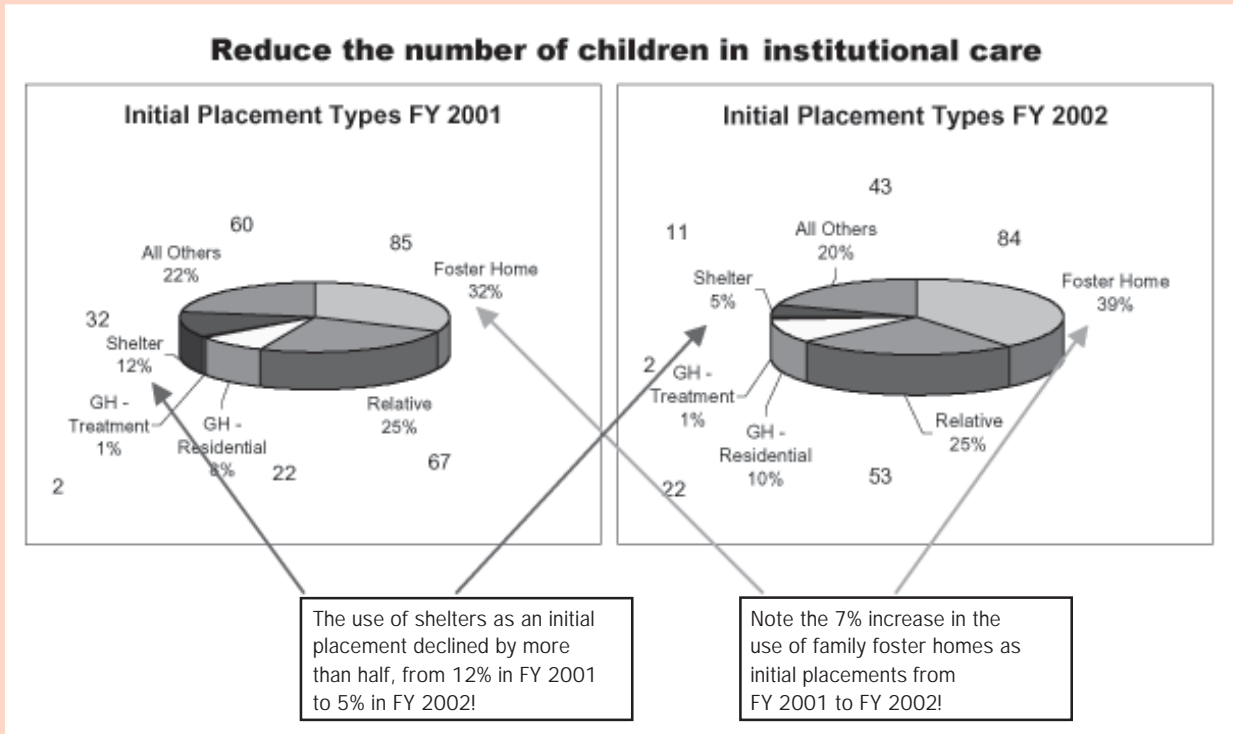 Reduce the number of children in institutional care
Initial Placement Types FY 2001
60
85
All Others
22%
Foster Home
32%
32
Shelter
12%
GH -
Treatment
1%
GH -
Residential
8%
Relative
25%
2
22
67
Initial Placement Types FY 2002
43
11
84
All Others
20%
Shelter
5%
Foster Home
39%
2
GH -
Treatment
1%
GH -
Residential
10%
Relative
25%
22
53
The use of shelters as an initial
placement declined by more
than half, from 12% in FY 2001
to 5% in FY 2002!
Note the 7% increase in the
use of family foster homes as
initial placements from
FY 2001 to FY 2002!